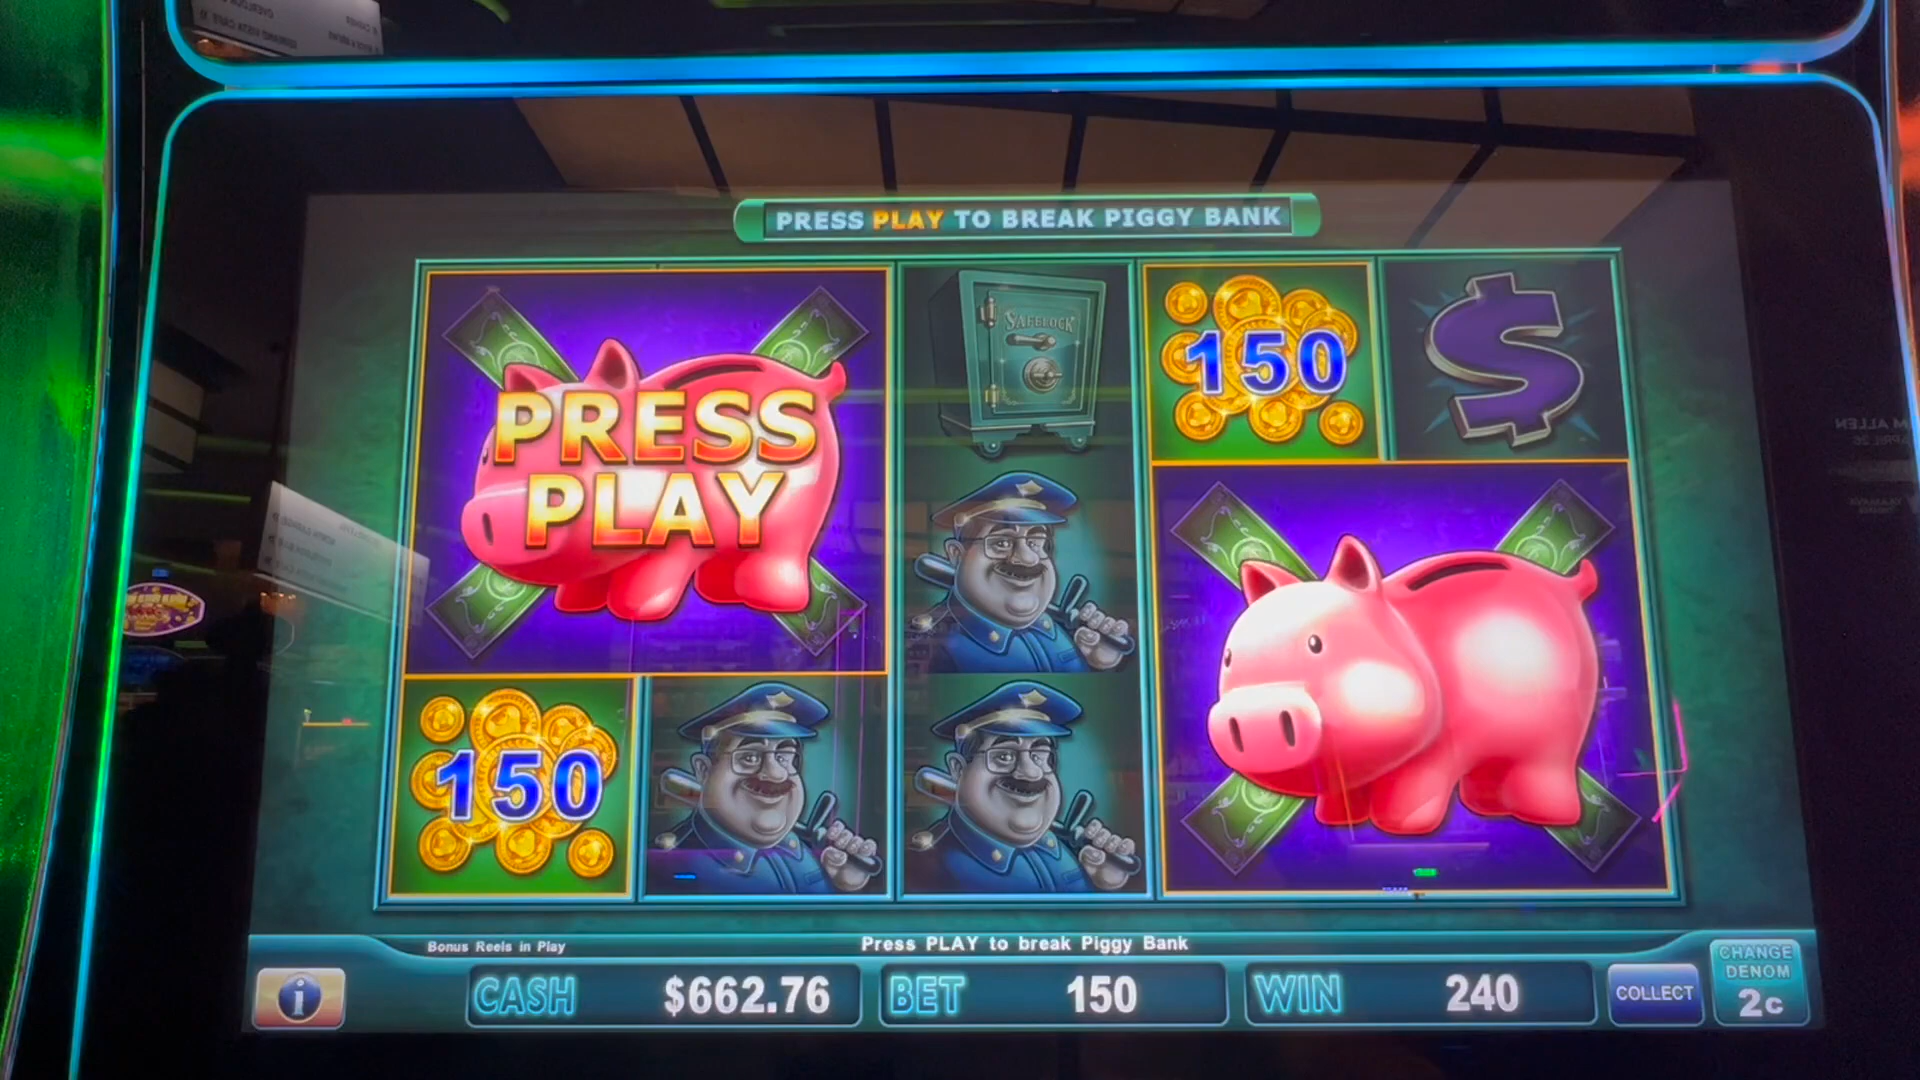 PRESS PLAY TO BREAK PIGGY BANK
SAFELOCK
150
PRESS
PLAY
150
Bonus Reels in Play
Press PLAY to break Piggy Bank
CHANGE
DENOM
2c
i
CASH $662.76
BET 150
WIN 240
COLLECT